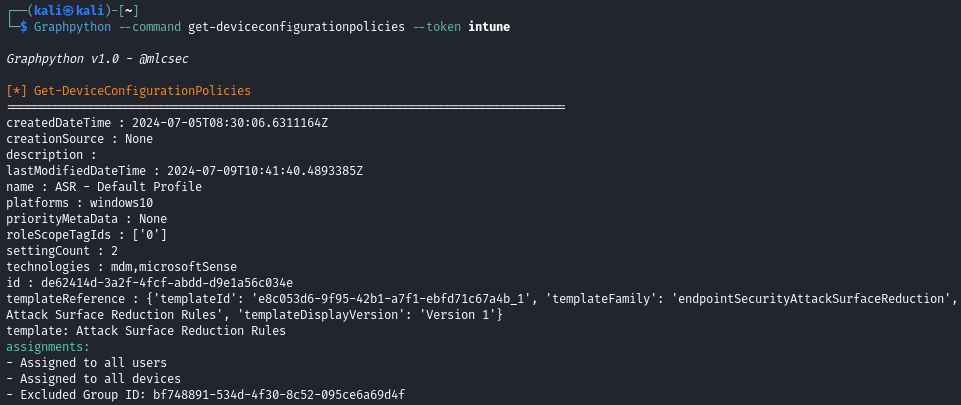 ┌──(kali㉿kali)-[~]
└─$ Graphpython --command get-deviceconfigurationpolicies --token intune
Graphpython v1.0 - @mlcsec
[*] Get-DeviceConfigurationPolicies
================================================================================
createdDateTime : 2024-07-05T08:30:06.6311164Z
creationSource : None
description :
lastModifiedDateTime : 2024-07-09T10:41:40.4893385Z
name : ASR - Default Profile
platforms : windows10
priorityMetaData : None
roleScopeTagIds : ['0']
settingCount : 2
technologies : mdm,microsoftSense
id : de62414d-3a2f-4fcf-abdd-d9e1a56c034e
templateReference : {'templateId': 'e8c053d6-9f95-42b1-a7f1-ebfd71c67a4b_1', 'templateFamily': 'endpointSecurityAttackSurfaceReduction',
Attack Surface Reduction Rules', 'templateDisplayVersion': 'Version 1'}
template: Attack Surface Reduction Rules
assignments:
- Assigned to all users
- Assigned to all devices
- Excluded Group ID: bf748891-534d-4f30-8c52-095ce6a69d4f